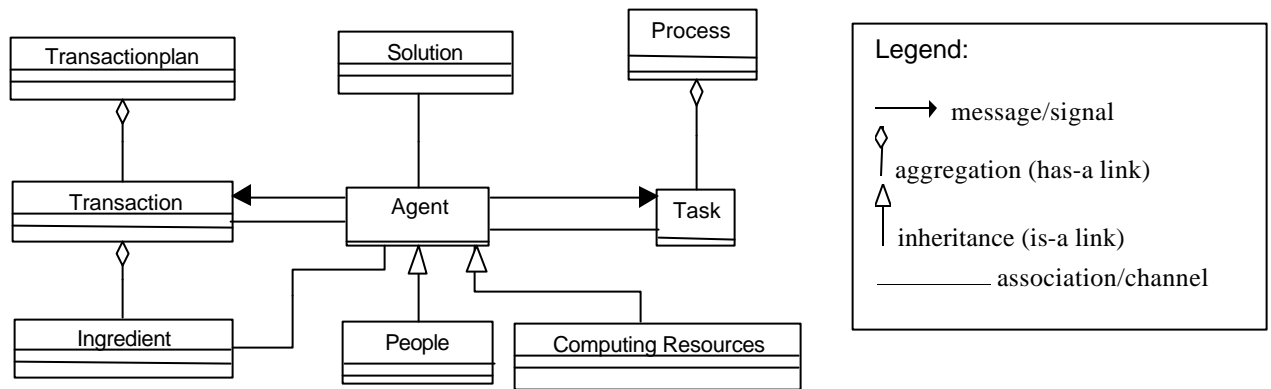 Process
Transactionplan
Solution
Legend:
message/signal
aggregation (has-a link)
Transaction
Agent
Task
inheritance (is-a link)
association/channel
Ingredient
People
Computing Resources